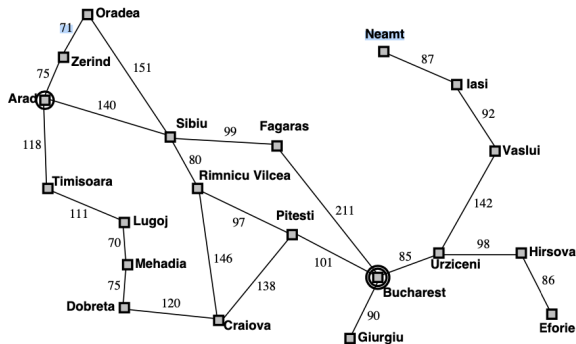 Oradea
71
Neamt
Zerind
87
151
75
Iasi
Arad
140
92
Sibiu
99
Fagaras
118
Vaslui
80
Timisoara
Rimnicu Vilcea
142
211
111
Lugoj
97
Pitesti
70
98
Hirsova
146
101
85
Mehadia
Urziceni
86
75
138
Bucharest
120
90
Dobreta
Craiova
Eforie
Giurgiu